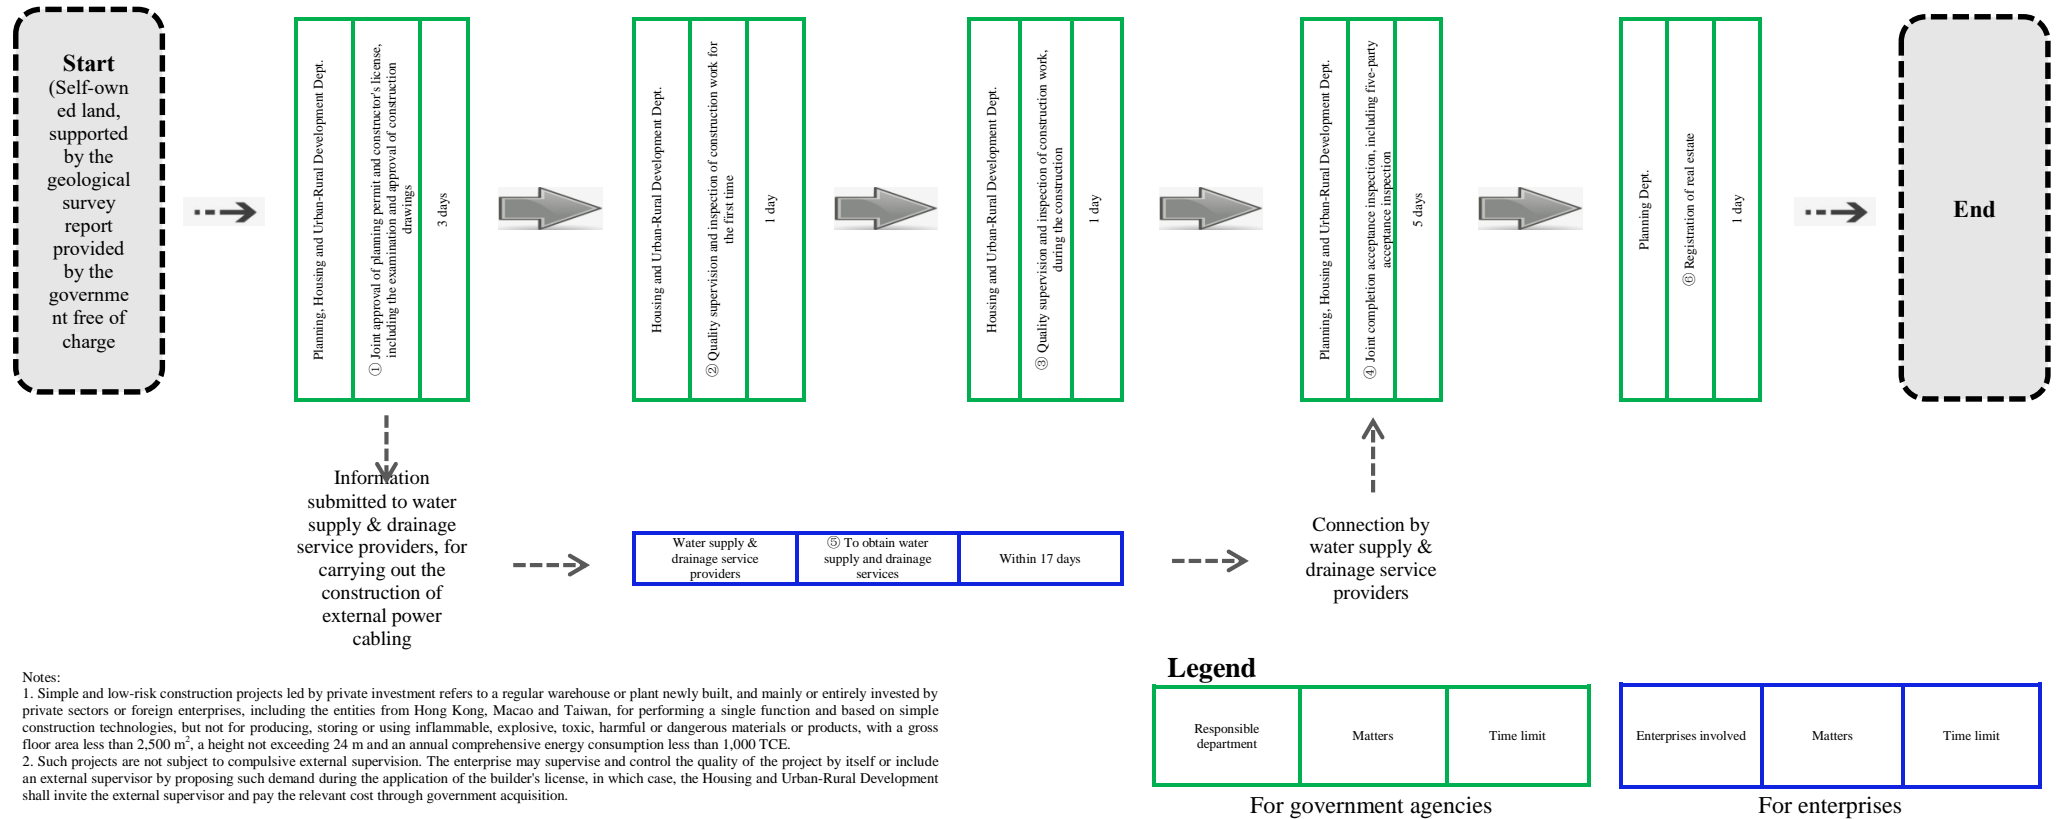 Start
(Self-own
ed land,
supported
by the
geological
survey
report
provided
by the
governme
nt free of
charge
Planning, Housing and Urban-Rural Development Dept.
① Joint approval of planning permit and constructor's license,
including the examination and approval of construction
drawings
3 days
Housing and Urban-Rural Development Dept.
② Quality supervision and inspection of construction work for
the first time
1 day
Housing and Urban-Rural Development Dept.
③ Quality supervision and inspection of construction work,
during the construction
1 day
Planning, Housing and Urban-Rural Development Dept.
④ Joint completion acceptance inspection, including five-party
acceptance inspection
5 days
Planning Dept.
⑥ Registration of real estate
1 day
End
Information
submitted to water
supply & drainage
service providers, for
carrying out the
construction of
external power
cabling
Water supply &
drainage service
providers
⑤ To obtain water
supply and drainage
services
Within 17 days
Connection by
water supply &
drainage service
providers
Notes:
1. Simple and low-risk construction projects led by private investment refers to a regular warehouse or plant newly built, and mainly or entirely invested by
private sectors or foreign enterprises, including the entities from Hong Kong, Macao and Taiwan, for performing a single function and based on simple
construction technologies, but not for producing, storing or using inflammable, explosive, toxic, harmful or dangerous materials or products, with a gross
floor area less than 2,500 m², a height not exceeding 24 m and an annual comprehensive energy consumption less than 1,000 TCE.
2. Such projects are not subject to compulsive external supervision. The enterprise may supervise and control the quality of the project by itself or include
an external supervisor by proposing such demand during the application of the builder's license, in which case, the Housing and Urban-Rural Development
shall invite the external supervisor and pay the relevant cost through government acquisition.
Legend
Responsible
department
Matters
Time limit
For government agencies
Enterprises involved
Matters
Time limit
For enterprises